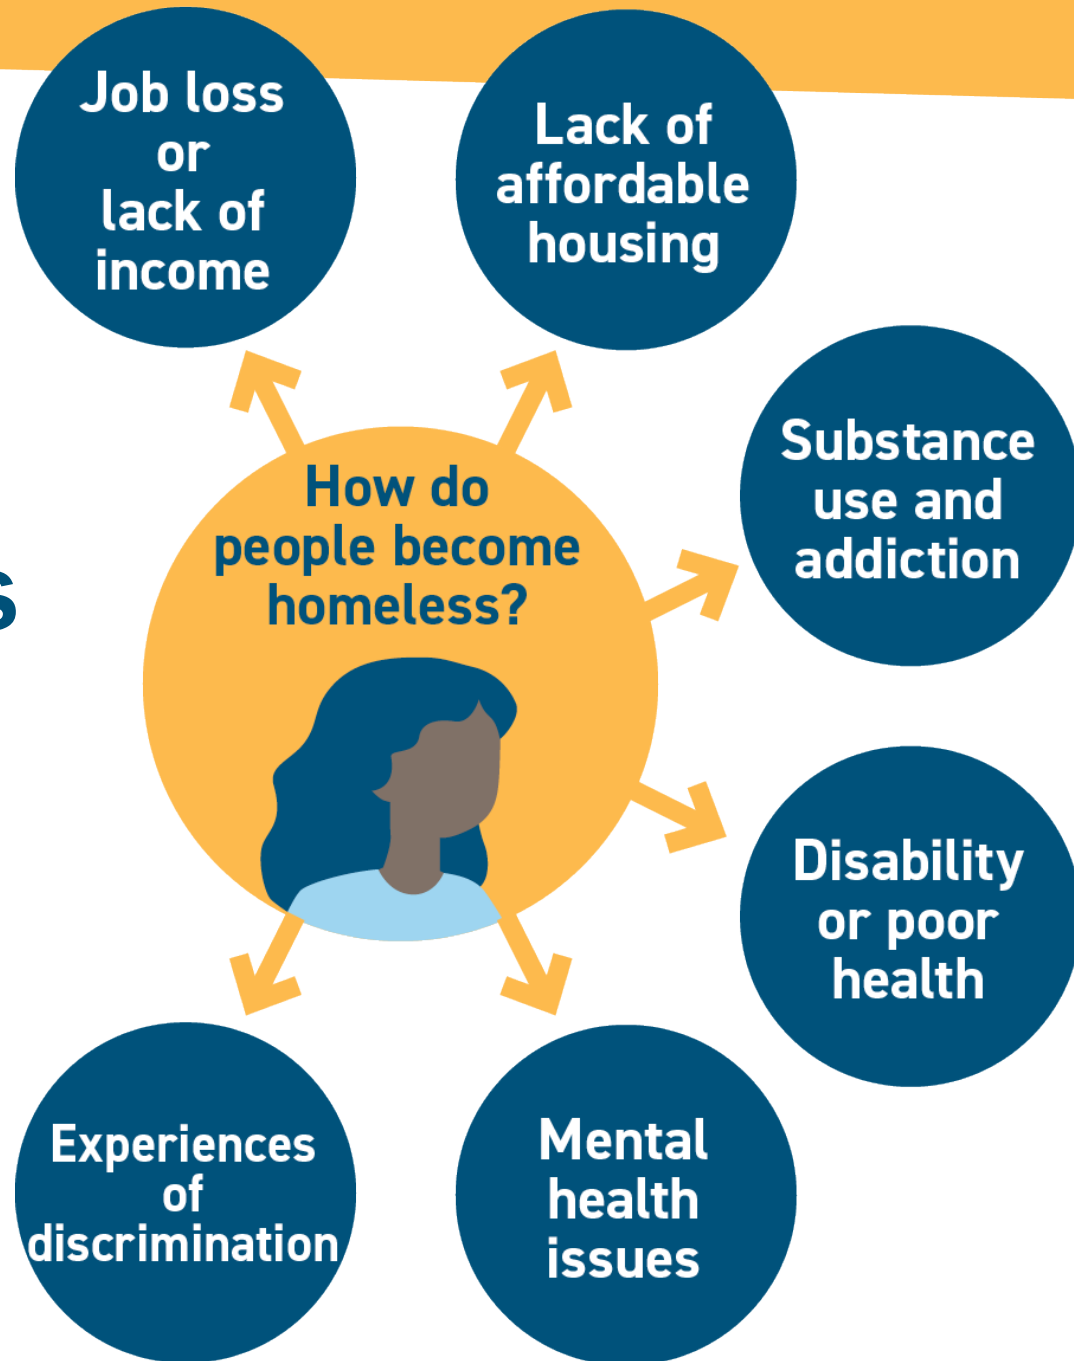 Job loss
or
lack of
income
Lack of
affordable
housing
Substance
use and
addiction
How do
people become
homeless?
s
Disability
or poor
health
Experiences
of
discrimination
Mental
health
issues